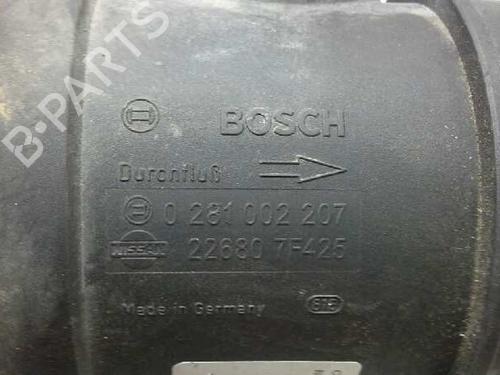 B-PARTS
BOSCH
Durchfluß
0 281 002 207
NISSAN
22680 7F425
Made in Germany